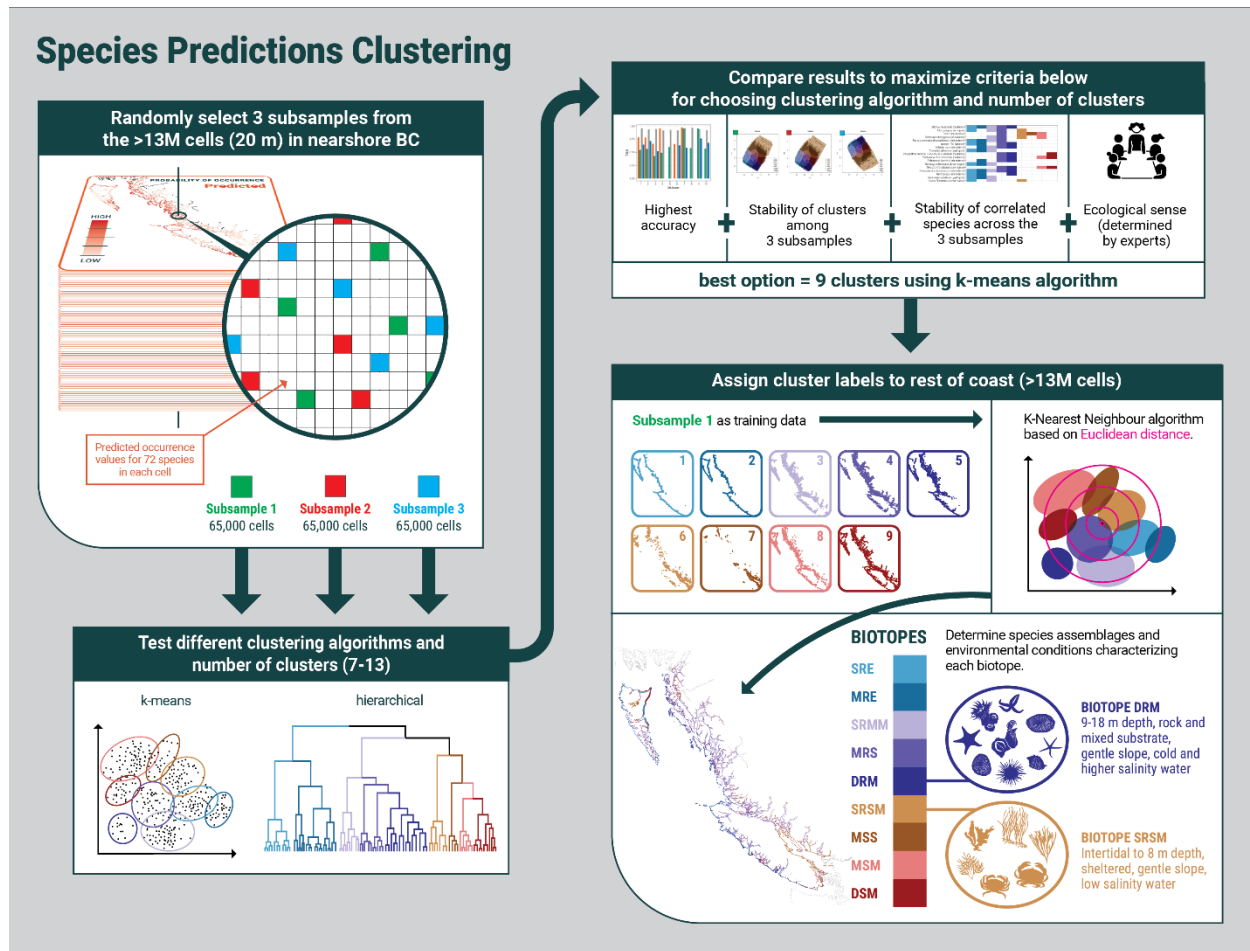 Species Predictions Clustering
Randomly select 3 subsamples from
the >13M cells (20 m) in nearshore BC
PROBABILITY OF OCCURRENCE
Predicted
HIGH
LOW
Predicted occurrence
values for 72 species
in each cell
Subsample 1
65,000 cells
Subsample 2
65,000 cells
Subsample 3
65,000 cells
Test different clustering algorithms and
number of clusters (7-13)
k-means
hierarchical
Compare results to maximize criteria below
for choosing clustering algorithm and number of clusters
Highest
accuracy
+
Stability of clusters
among
3 subsamples
+
Stability of correlated
species across the
3 subsamples
+
Ecological sense
(determined
by experts)
best option = 9 clusters using k-means algorithm
Assign cluster labels to rest of coast (>13M cells)
Subsample 1 as training data
K-Nearest Neighbour algorithm
based on Euclidean distance.
1
2
3
4
5
6
7
8
9
BIOTOPES
SRE
MRE
SRMM
MRS
DRM
SRSM
MSS
MSM
DSM
Determine species assemblages and
environmental conditions characterizing
each biotope.
BIOTOPE DRM
9-18 m depth, rock and
mixed substrate,
gentle slope, cold and
higher salinity water
BIOTOPE SRSM
Intertidal to 8 m depth,
sheltered, gentle slope,
low salinity water